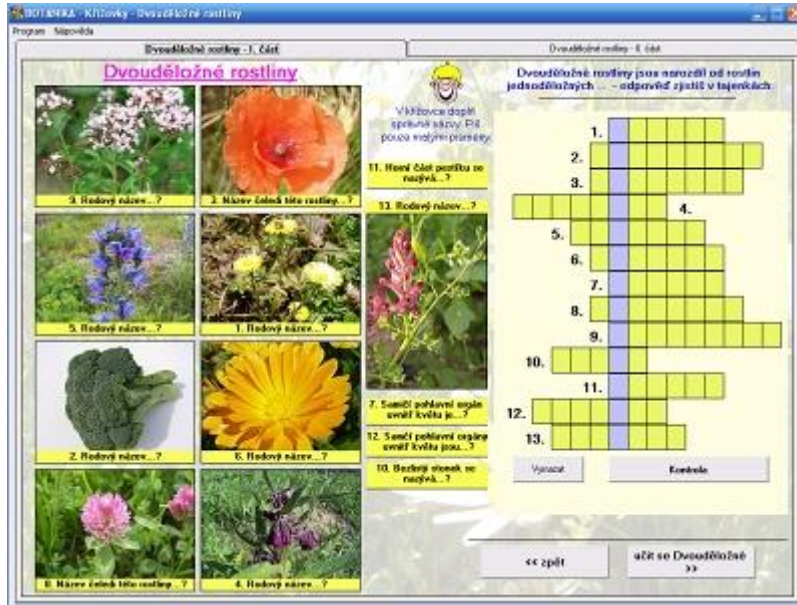 BOTANIKA - Křížovky - Dvouděložné rostliny
Program Nápověda
Dvouděložné rostliny - I. část
Dvouděložné rostliny - II. část
Dvouděložné rostliny
9. Rodový název...?
3. Název čeledi této rostliny...?
5. Rodový název...?
1. Rodový název...?
2. Rodový název...?
6. Rodový název...?
8. Název čeledi této rostliny...?
4. Rodový název...?
V křížovce doplň
správné názvy. Piš
pouze malými písmeny.
11. Horní část pestíku se
nazývá...?
13. Rodový název...?
7. Samičí pohlavní orgán
uvnitř květu je...?
12. Samčí pohlavní orgány
uvnitř květu jsou...?
10. Bezlistý stonek se
nazývá...?
Dvouděložné rostliny jsou narozdíl od rostlin
jednoděložných ... - odpověď zjistíš v tajenkách:
1.
2.
3.
4.
5.
6.
7.
8.
9.
10.
11.
12.
13.
Vymazat
Kontrola
<< zpět
učit se Dvouděložné
>>